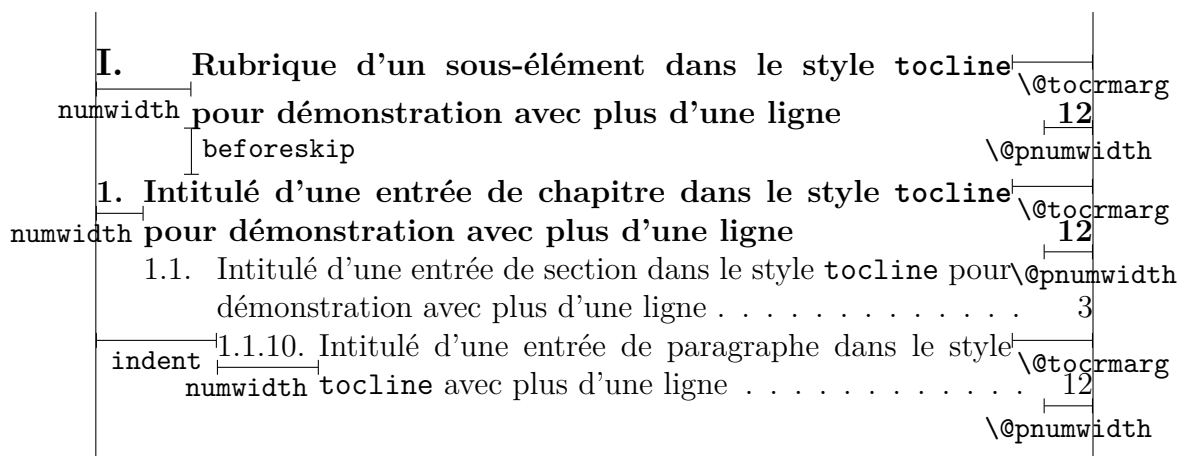 I. Rubrique d'un sous-élément dans le style tocline
\@tocrmarg
numwidth pour démonstration avec plus d'une ligne 12
beforeskip \@pnumwidth
1. Intitulé d'une entrée de chapitre dans le style tocline
\@tocrmarg
numwidth pour démonstration avec plus d'une ligne 12
1.1. Intitulé d'une entrée de section dans le style tocline pour \@pnumwidth
démonstration avec plus d'une ligne . . . . . . . . . . . . . 3
1.1.10. Intitulé d'une entrée de paragraphe dans le style
indent \@tocrmarg
numwidth tocline avec plus d'une ligne . . . . . . . . . . . . 12
\@pnumwidth